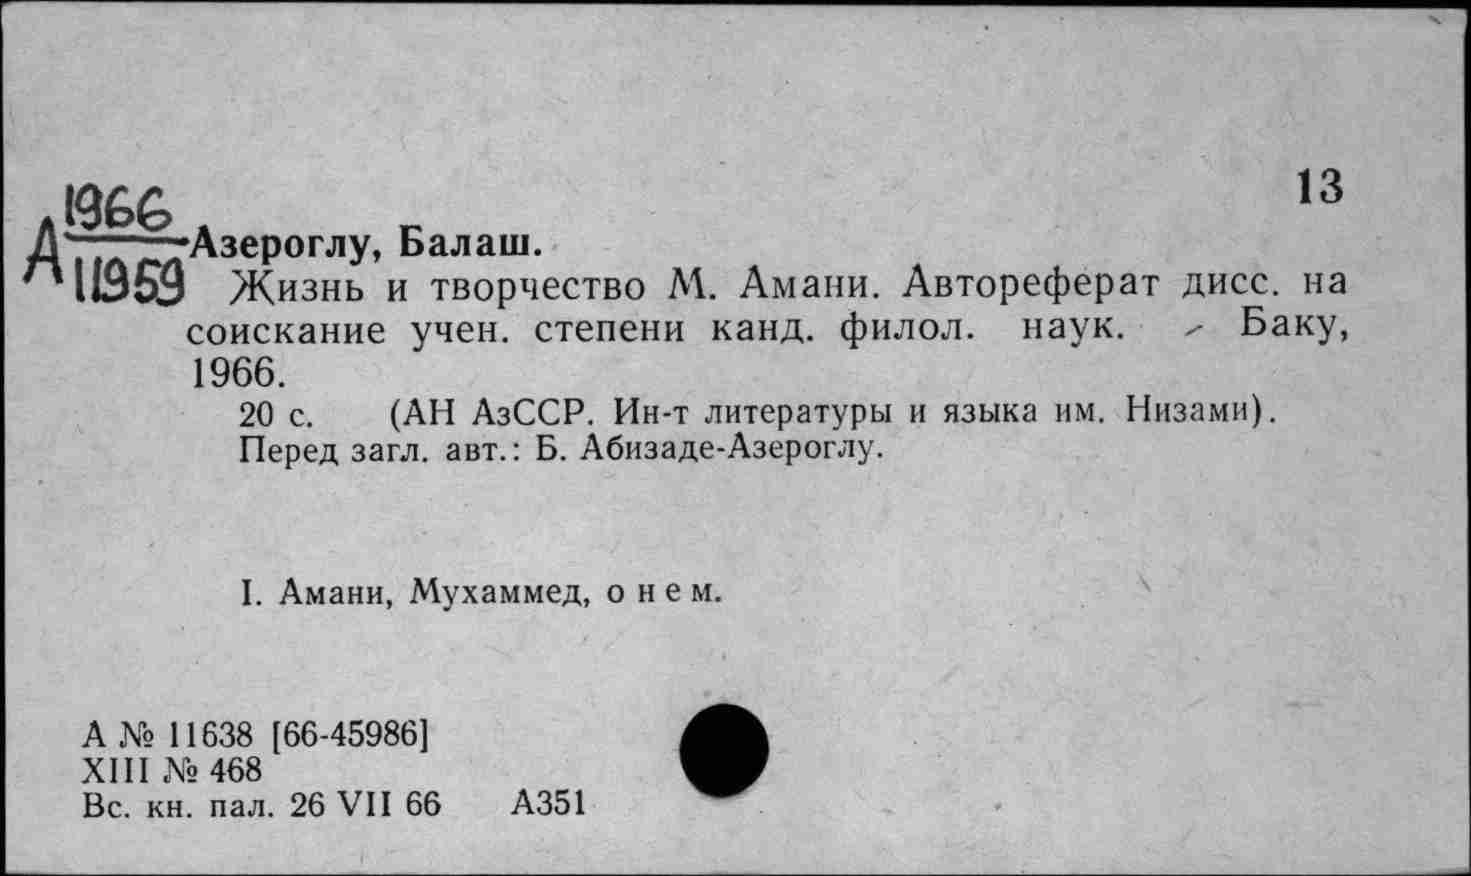 13
1966
А
11959
Азероглу, Балаш.
Жизнь и творчество М. Амани. Автореферат дисс. на
соискание учен. степени канд. филол. наук. - Баку,
1966.
20 с. (АН АзССР. Ин-т литературы и языка им. Низами).
Перед загл. авт.: Б. Абизаде-Азероглу.
I. Амани, Мухаммед, о н е м.
А № 11638 [66-45986]
XIII № 468
Вс. кн. пал. 26 VII 66 А351